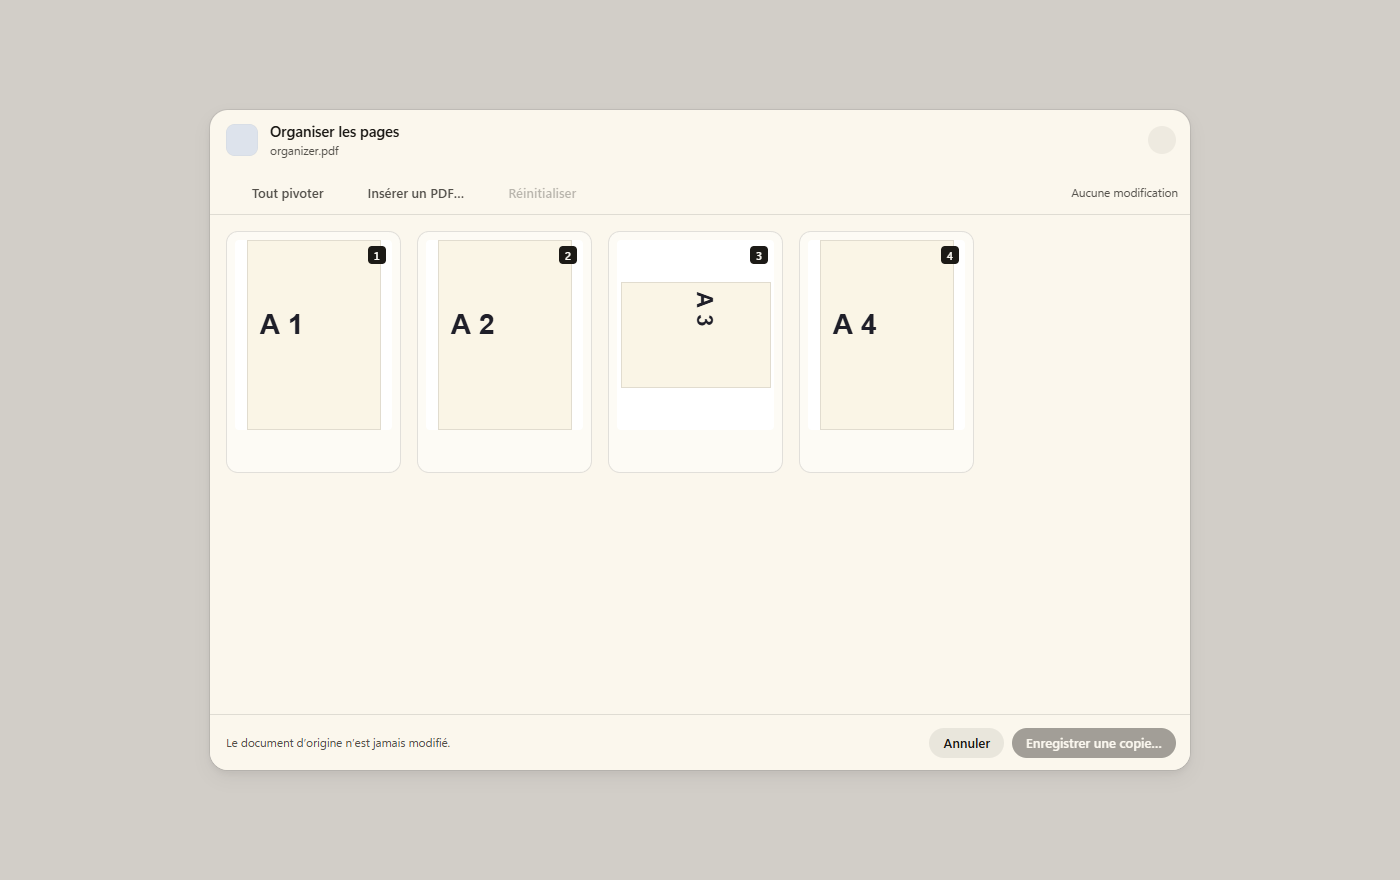 Organiser les pages
organizer.pdf
Tout pivoter
Insérer un PDF...
Réinitialiser
Aucune modification
1
A 1
2
A 2
3
A 3
4
A 4
Le document d’origine n’est jamais modifié.
Annuler
Enregistrer une copie...